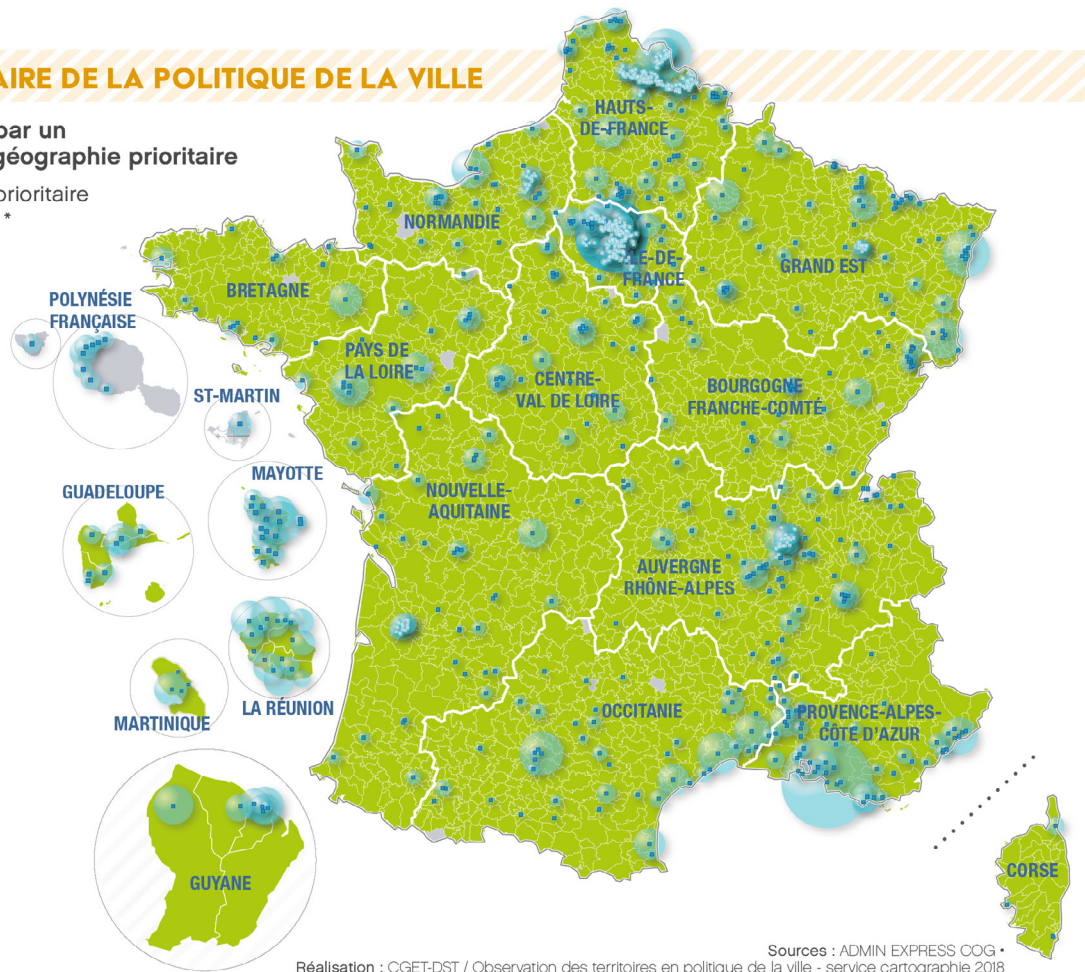 AIRE DE LA POLITIQUE DE LA VILLE
par un
géographie prioritaire
prioritaire
*
HAUTS-
DE-FRANCE
NORMANDIE
ÎLE-DE-
FRANCE
GRAND EST
BRETAGNE
POLYNÉSIE
FRANÇAISE
PAYS DE
LA LOIRE
CENTRE-
VAL DE LOIRE
BOURGOGNE
FRANCHE-COMTÉ
ST-MARTIN
MAYOTTE
GUADELOUPE
NOUVELLE-
AQUITAINE
AUVERGNE
RHÔNE-ALPES
MARTINIQUE
LA RÉUNION
OCCITANIE
PROVENCE-ALPES-
CÔTE D'AZUR
GUYANE
CORSE
Sources : ADMIN EXPRESS COG •
Réalisation : CGET-DST / Observation des territoires en politique de la ville - service cartographie 2018